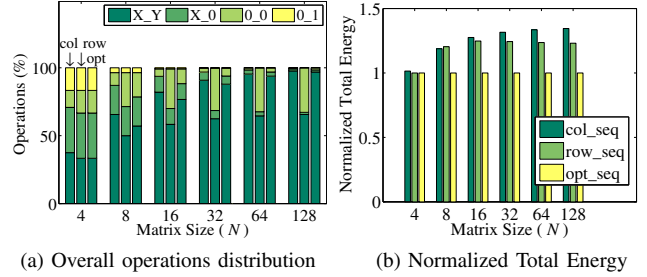 X_Y X_0 0_0 0_1
col row
opt
100
50
0
Operations (%)
4 8 16 32 64 128
Matrix Size ( N )
(a) Overall operations distribution
1.5
1
0.5
0
Normalized Total Energy
col_seq
row_seq
opt_seq
4 8 16 32 64 128
Matrix Size ( N )
(b) Normalized Total Energy